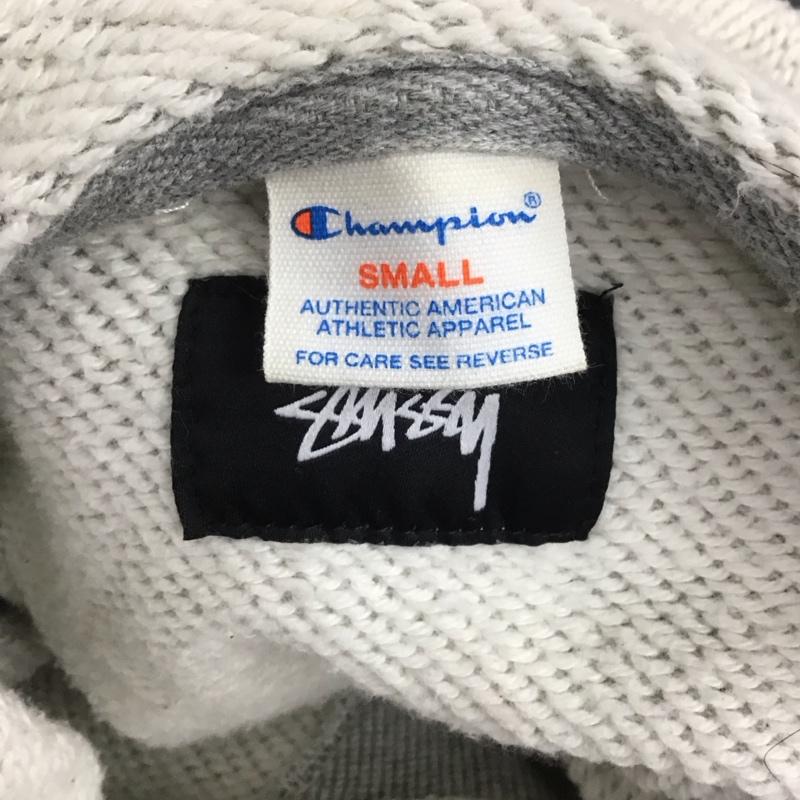 Champion®
SMALL
AUTHENTIC AMERICAN
ATHLETIC APPAREL
FOR CARE SEE REVERSE
STUSSY